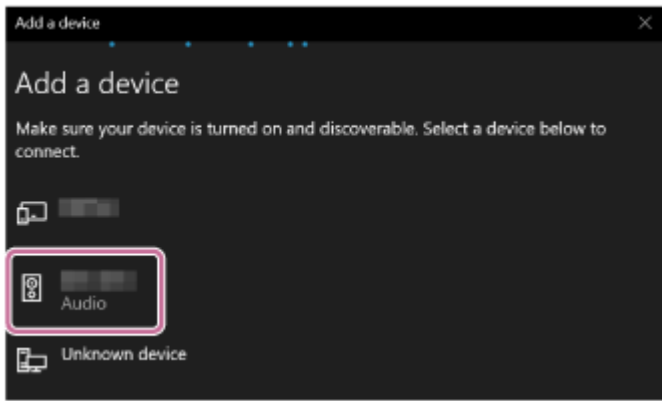 Add a device
Add a device
Make sure your device is turned on and discoverable. Select a device below to
connect.
Audio
Unknown device